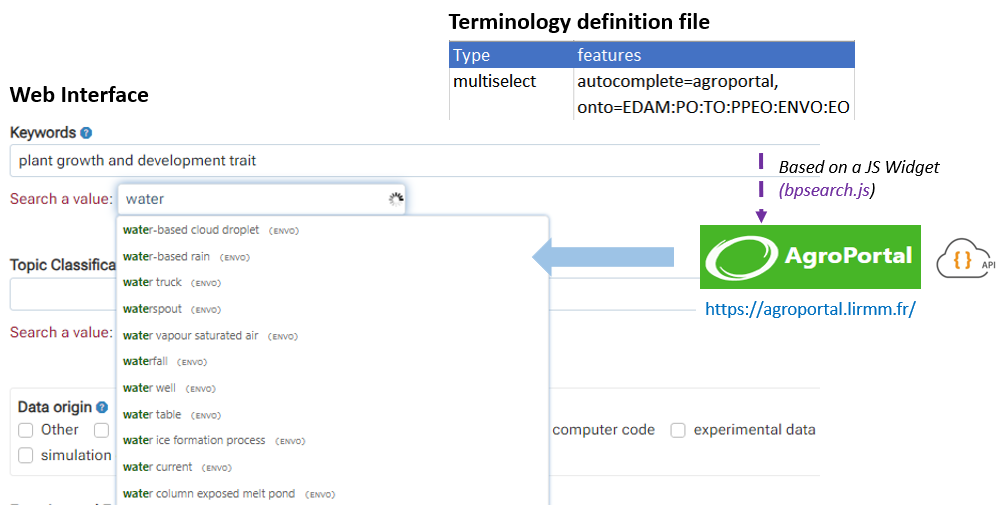 Terminology definition file
Type features
multiselect autocomplete=agroportal,
onto=EDAM:PO:TO:PPEO:ENVO:EO
Web Interface
Keywords ?
plant growth and development trait
Based on a JS Widget
(bpsearch.js)
Search a value: water
water-based cloud droplet (ENVO)
water-based rain (ENVO)
water truck (ENVO)
waterspout (ENVO)
water vapour saturated air (ENVO)
waterfall (ENVO)
water well (ENVO)
water table (ENVO)
water ice formation process (ENVO)
water current (ENVO)
water column exposed melt pond (ENVO)
AgroPortal
{} API
https://agroportal.lirmm.fr/
Topic Classifica
Search a value:
Data origin ?
Other computer code experimental data
simulation